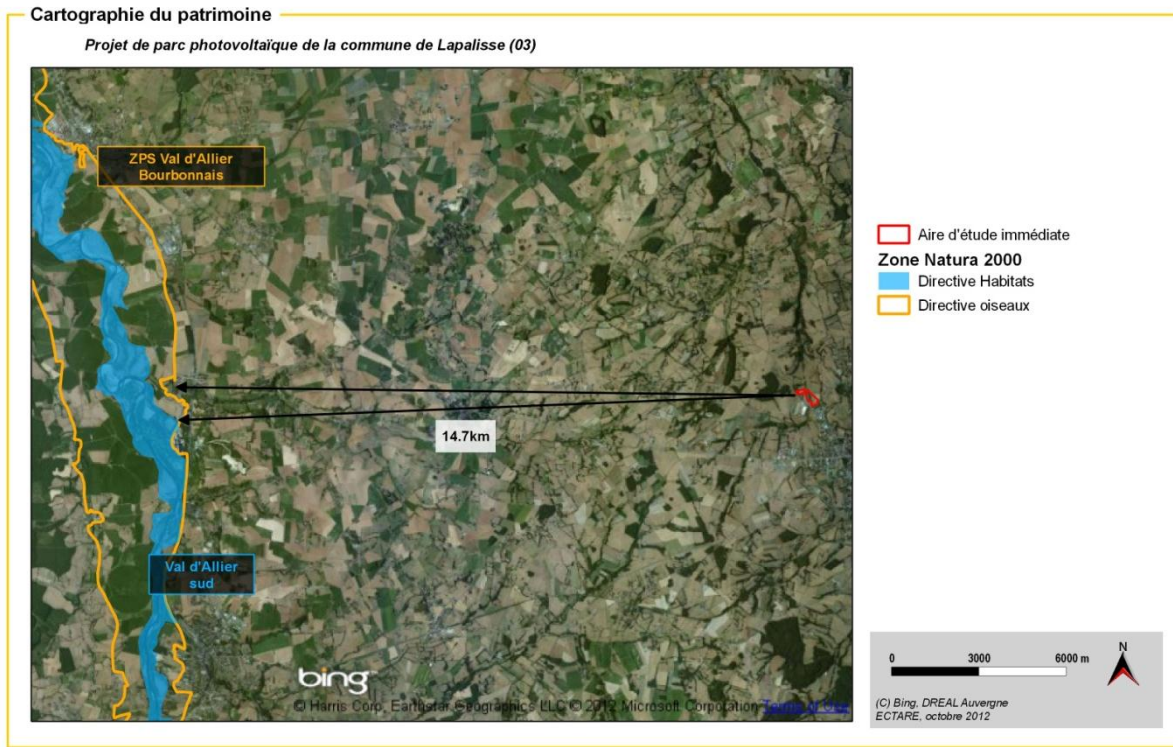 Cartographie du patrimoine
Projet de parc photovoltaïque de la commune de Lapalisse (03)
ZPS Val d'Allier
Bourbonnais
14.7km
Val d'Allier
sud
bing
© Harris Corp, Earthstar Geographics LLC © 2012 Microsoft Corporation Terms of Use
Aire d'étude immédiate
Zone Natura 2000
Directive Habitats
Directive oiseaux
0 3000 6000 m
N
(C) Bing, DREAL Auvergne
ECTARE, octobre 2012